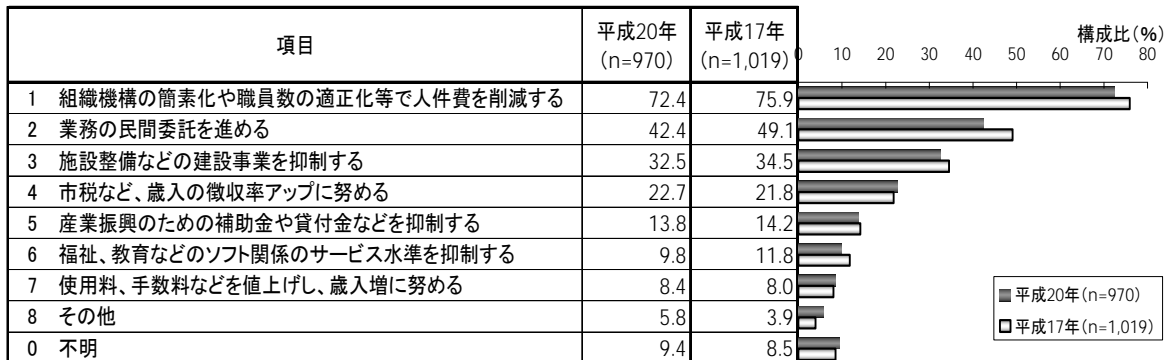 項目 平成20年 (n=970) 平成17年 (n=1,019)
構成比(%)
0 10 20 30 40 50 60 70 80
1 組織機構の簡素化や職員数の適正化等で人件費を削減する 72.4 75.9
2 業務の民間委託を進める 42.4 49.1
3 施設整備などの建設事業を抑制する 32.5 34.5
4 市税など、歳入の徴収率アップに努める 22.7 21.8
5 産業振興のための補助金や貸付金などを抑制する 13.8 14.2
6 福祉、教育などのソフト関係のサービス水準を抑制する 9.8 11.8
7 使用料、手数料などを値上げし、歳入増に努める 8.4 8.0
8 その他 5.8 3.9
0 不明 9.4 8.5
平成20年(n=970)
平成17年(n=1,019)